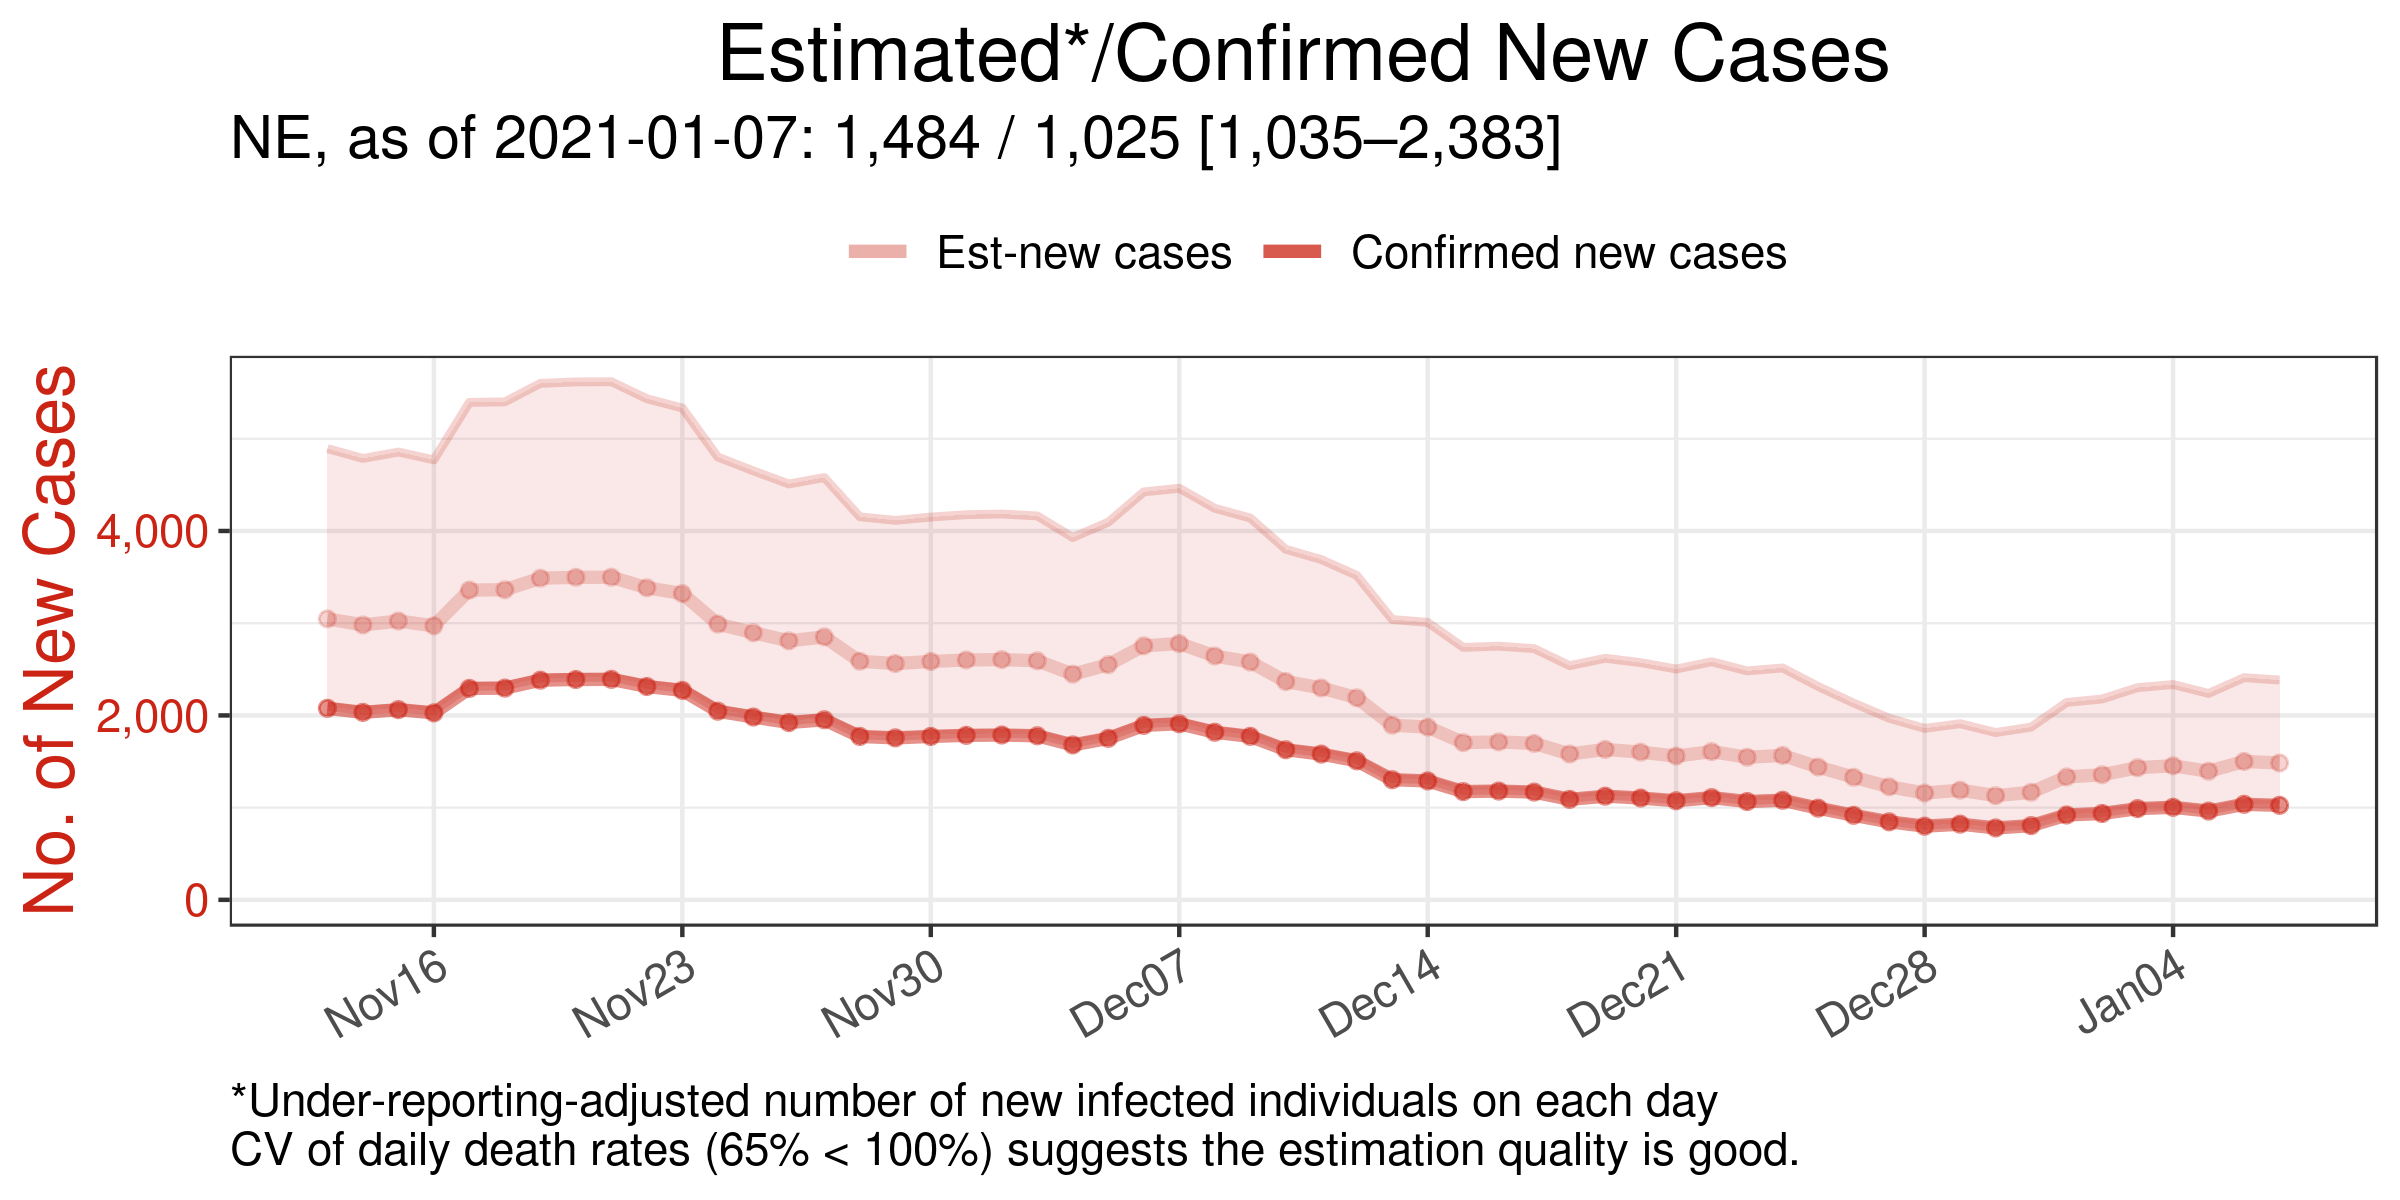 Estimated*/Confirmed New Cases
NE, as of 2021-01-07: 1,484 / 1,025 [1,035–2,383]
Est-new cases
Confirmed new cases
No. of New Cases
4,000
2,000
0
Nov16
Nov23
Nov30
Dec07
Dec14
Dec21
Dec28
Jan04
*Under-reporting-adjusted number of new infected individuals on each day
CV of daily death rates (65% < 100%) suggests the estimation quality is good.